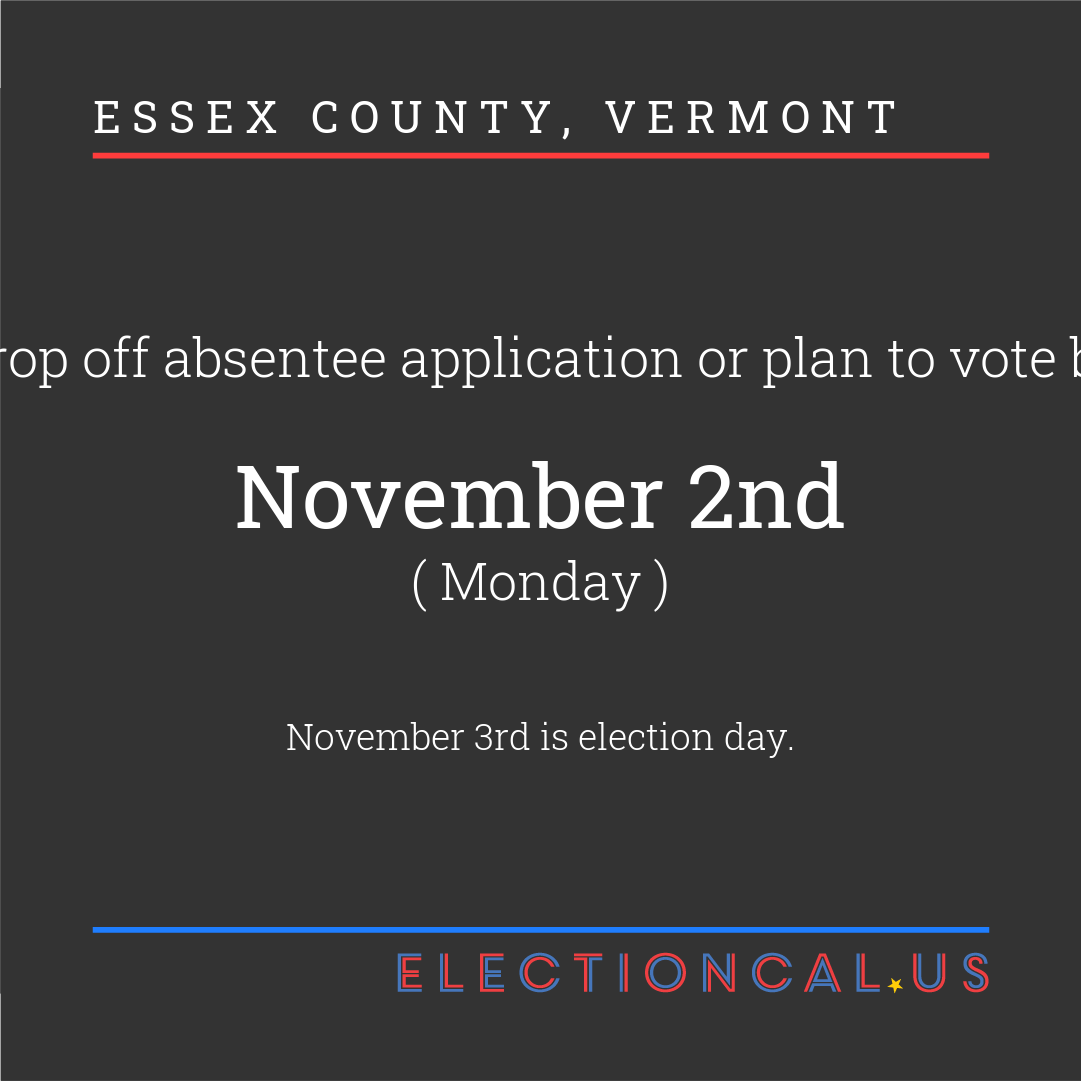 ESSEX COUNTY, VERMONT
rop off absentee application or plan to vote b
November 2nd
( Monday )
November 3rd is election day.
ELECTIONCAL.US